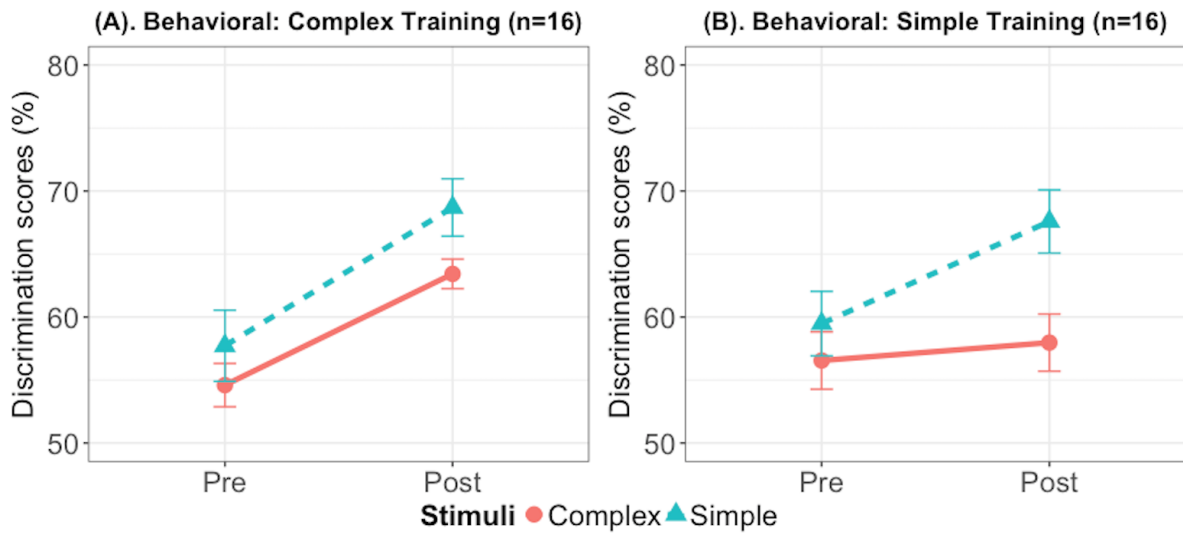 (A). Behavioral: Complex Training (n=16)
(B). Behavioral: Simple Training (n=16)
Discrimination scores (%)
80
70
60
50
Pre Post
Discrimination scores (%)
80
70
60
50
Pre Post
Stimuli Complex Simple